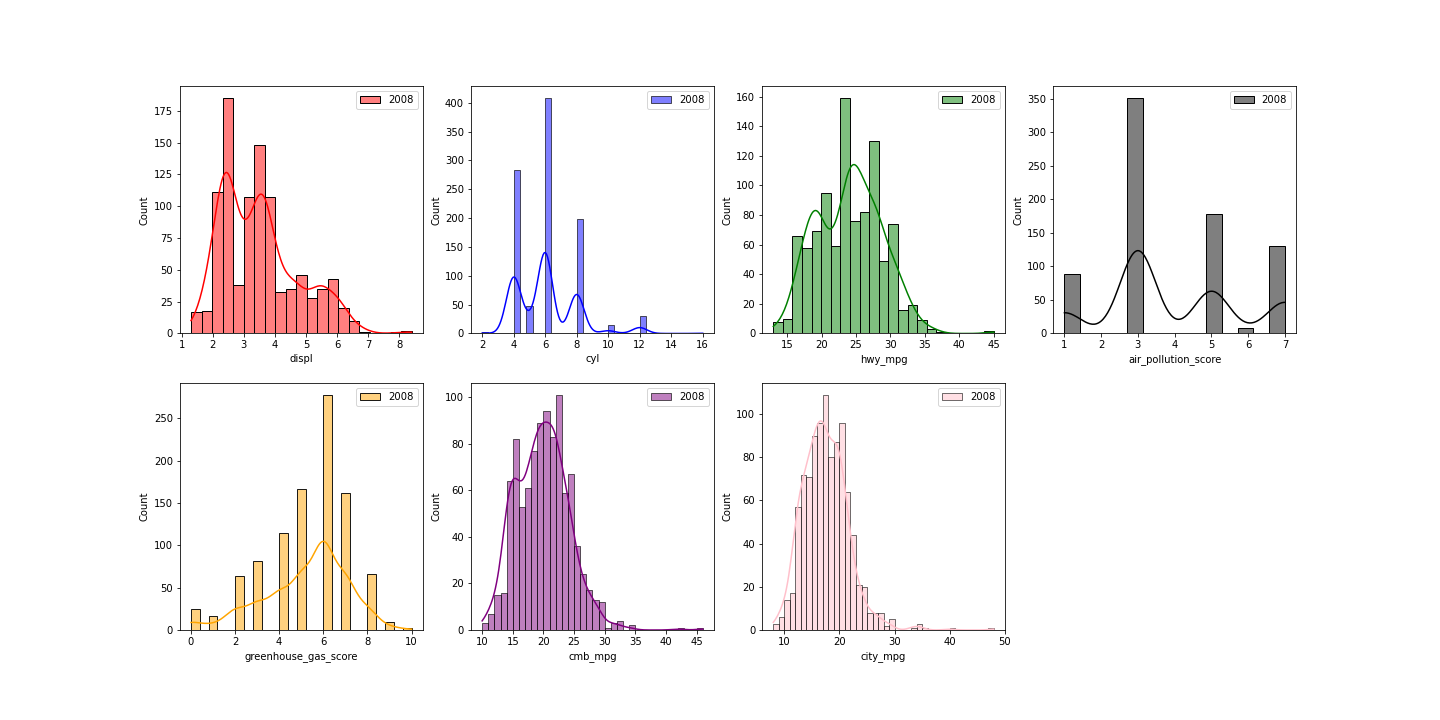 2008
175
150
125
100
75
50
25
0
Count
1 2 3 4 5 6 7 8
displ
2008
400
350
300
250
200
150
100
50
0
Count
2 4 6 8 10 12 14 16
cyl
2008
160
140
120
100
80
60
40
20
0
Count
15 20 25 30 35 40 45
hwy_mpg
2008
350
300
250
200
150
100
50
0
Count
1 2 3 4 5 6 7
air_pollution_score
2008
250
200
150
100
50
0
Count
0 2 4 6 8 10
greenhouse_gas_score
2008
100
80
60
40
20
0
Count
10 15 20 25 30 35 40 45
cmb_mpg
2008
100
80
60
40
20
0
Count
10 20 30 40 50
city_mpg